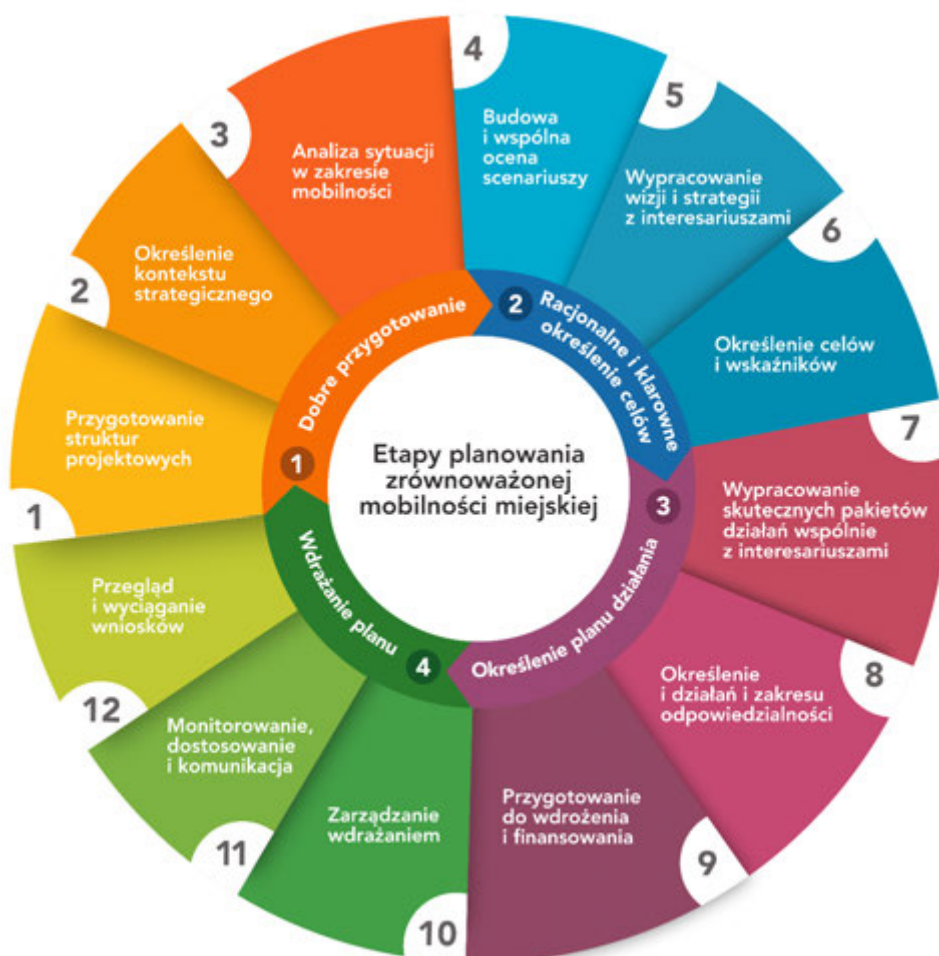 Etapy planowania
zrównoważonej
mobilności miejskiej
1
Dobre przygotowanie
2
Racjonalne i klarowne
określenie celów
3
Określenie planu działania
4
Wdrażanie planu
1
Przygotowanie
struktur
projektowych
2
Określenie
kontekstu
strategicznego
3
Analiza sytuacji
w zakresie
mobilności
4
Budowa
i wspólna
ocena
scenariuszy
5
Wypracowanie
wizji i strategii
z interesariuszami
6
Określenie celów
i wskaźników
7
Wypracowanie
skutecznych pakietów
działań wspólnie
z interesariuszami
8
Określenie
i działań i zakresu
odpowiedzialności
9
Przygotowanie
do wdrożenia
i finansowania
10
Zarządzanie
wdrażaniem
11
Monitorowanie,
dostosowanie
i komunikacja
12
Przegląd
i wyciąganie
wniosków